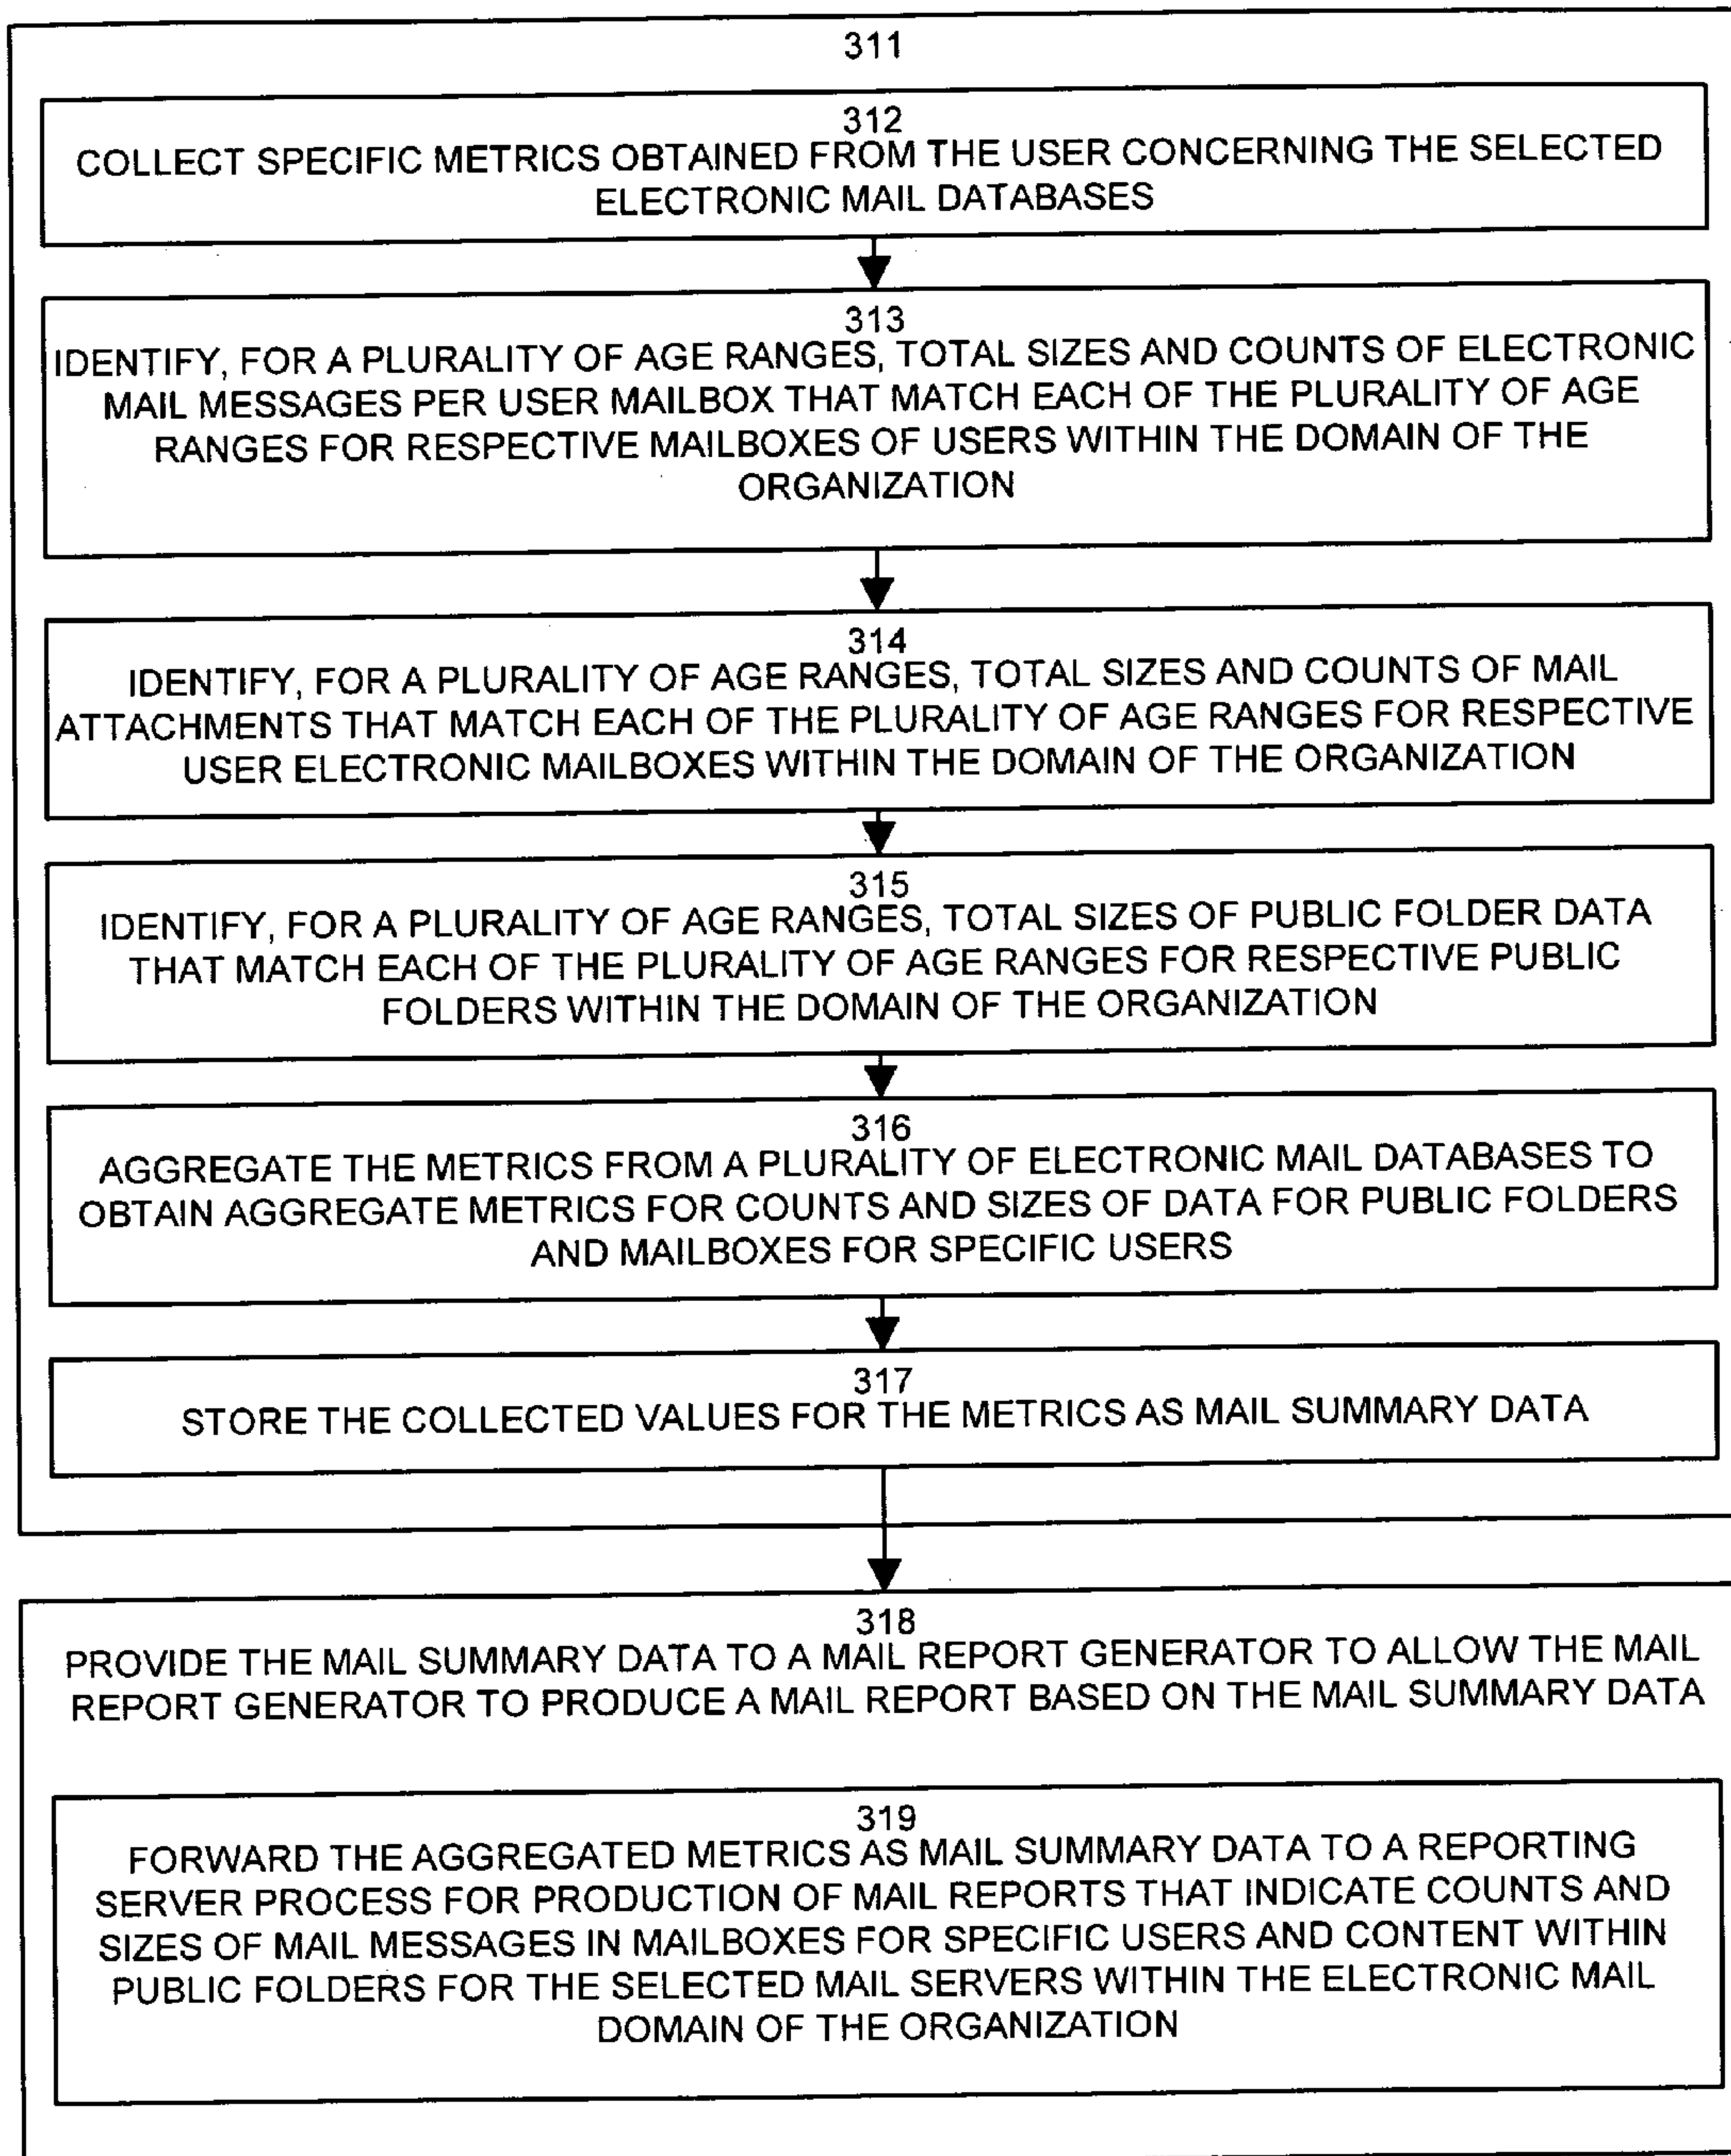 311
312
COLLECT SPECIFIC METRICS OBTAINED FROM THE USER CONCERNING THE SELECTED
ELECTRONIC MAIL DATABASES
313
IDENTIFY, FOR A PLURALITY OF AGE RANGES, TOTAL SIZES AND COUNTS OF ELECTRONIC
MAIL MESSAGES PER USER MAILBOX THAT MATCH EACH OF THE PLURALITY OF AGE
RANGES FOR RESPECTIVE MAILBOXES OF USERS WITHIN THE DOMAIN OF THE
ORGANIZATION
314
IDENTIFY, FOR A PLURALITY OF AGE RANGES, TOTAL SIZES AND COUNTS OF MAIL
ATTACHMENTS THAT MATCH EACH OF THE PLURALITY OF AGE RANGES FOR RESPECTIVE
USER ELECTRONIC MAILBOXES WITHIN THE DOMAIN OF THE ORGANIZATION
315
IDENTIFY, FOR A PLURALITY OF AGE RANGES, TOTAL SIZES OF PUBLIC FOLDER DATA
THAT MATCH EACH OF THE PLURALITY OF AGE RANGES FOR RESPECTIVE PUBLIC
FOLDERS WITHIN THE DOMAIN OF THE ORGANIZATION
316
AGGREGATE THE METRICS FROM A PLURALITY OF ELECTRONIC MAIL DATABASES TO
OBTAIN AGGREGATE METRICS FOR COUNTS AND SIZES OF DATA FOR PUBLIC FOLDERS
AND MAILBOXES FOR SPECIFIC USERS
317
STORE THE COLLECTED VALUES FOR THE METRICS AS MAIL SUMMARY DATA
318
PROVIDE THE MAIL SUMMARY DATA TO A MAIL REPORT GENERATOR TO ALLOW THE MAIL
REPORT GENERATOR TO PRODUCE A MAIL REPORT BASED ON THE MAIL SUMMARY DATA
319
FORWARD THE AGGREGATED METRICS AS MAIL SUMMARY DATA TO A REPORTING
SERVER PROCESS FOR PRODUCTION OF MAIL REPORTS THAT INDICATE COUNTS AND
SIZES OF MAIL MESSAGES IN MAILBOXES FOR SPECIFIC USERS AND CONTENT WITHIN
PUBLIC FOLDERS FOR THE SELECTED MAIL SERVERS WITHIN THE ELECTRONIC MAIL
DOMAIN OF THE ORGANIZATION